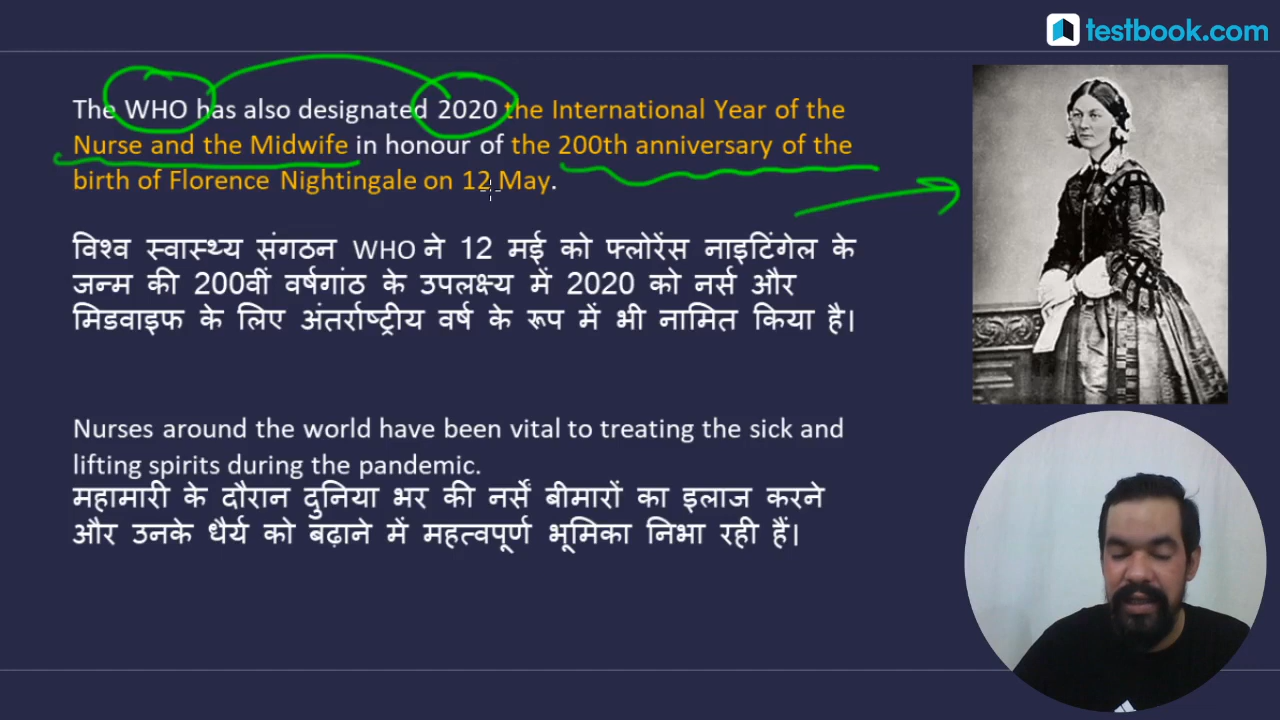 testbook.com
The WHO has also designated 2020 the International Year of the
Nurse and the Midwife in honour of the 200th anniversary of the
birth of Florence Nightingale on 12 May.
विश्व स्वास्थ्य संगठन WHO ने 12 मई को फ्लोरेंस नाइटिंगेल के
जन्म की 200वीं वर्षगांठ के उपलक्ष्य में 2020 को नर्स और
मिडवाइफ के लिए अंतर्राष्ट्रीय वर्ष के रूप में भी नामित किया है।
Nurses around the world have been vital to treating the sick and
lifting spirits during the pandemic.
महामारी के दौरान दुनिया भर की नर्सें बीमारों का इलाज करने
और उनके धैर्य को बढ़ाने में महत्वपूर्ण भूमिका निभा रही हैं।